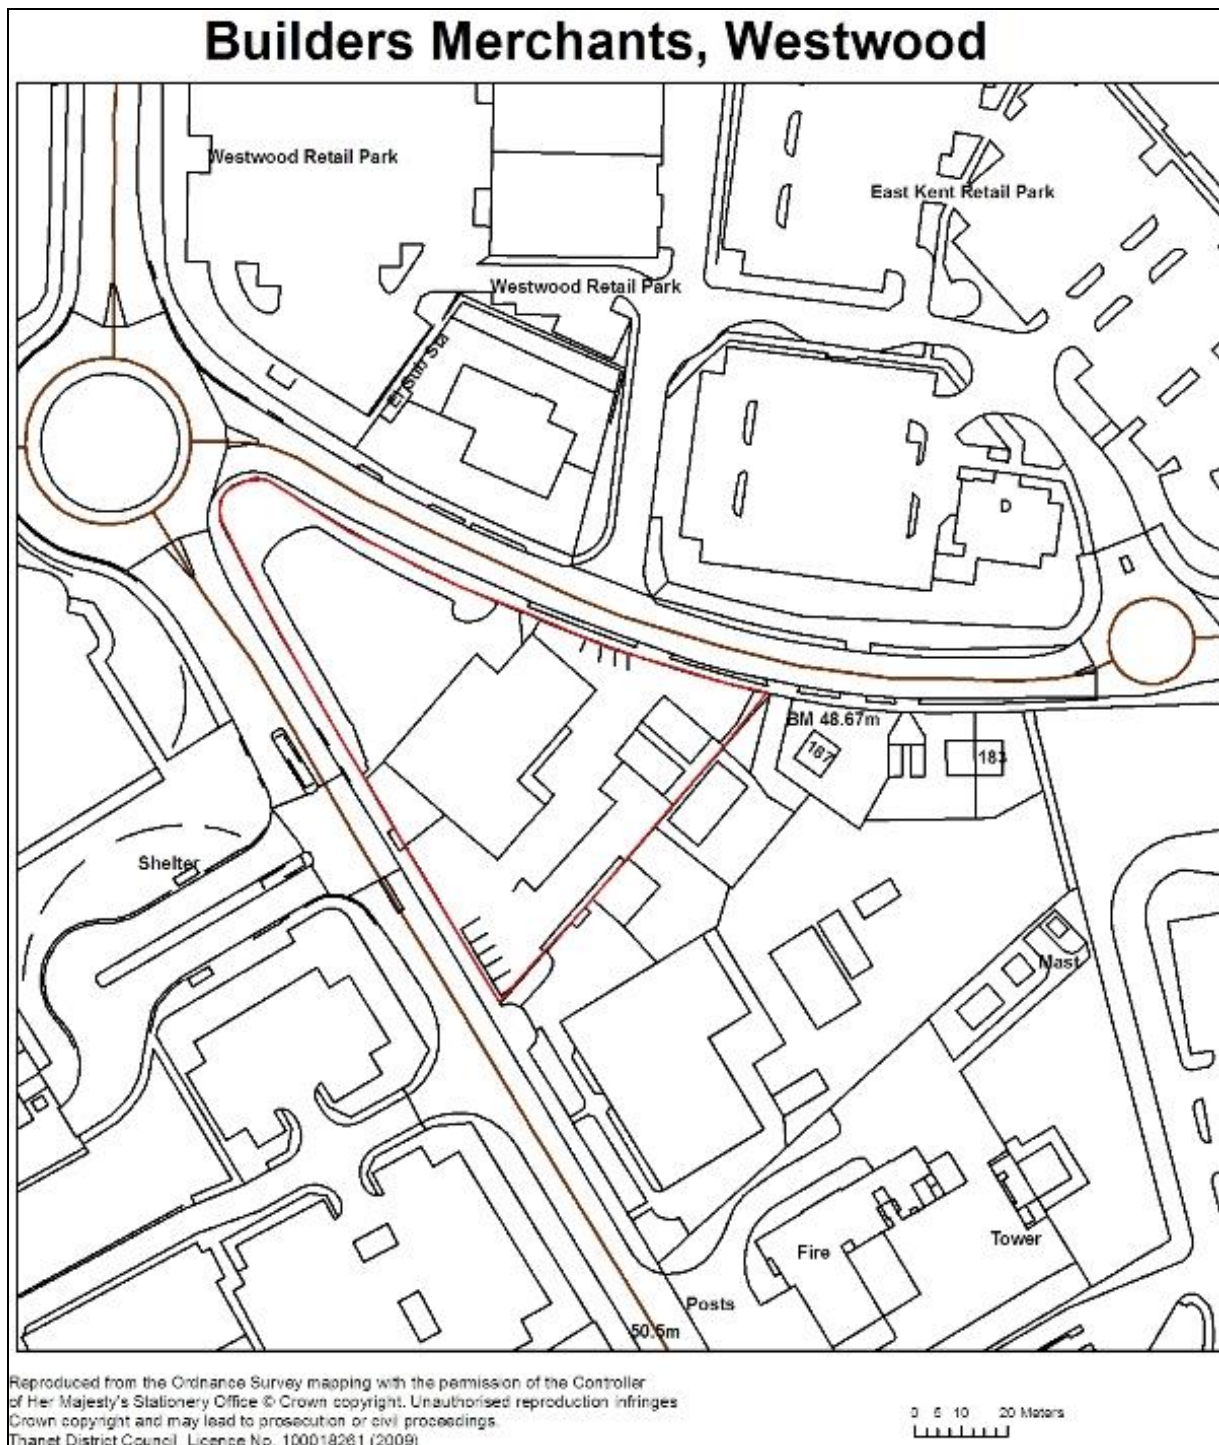 Builders Merchants, Westwood
Westwood Retail Park
East Kent Retail Park
Westwood Retail Park
El Sub Sta
D
BM 48.67m
187
183
Shelter
Mast
Fire
Tower
Posts
50.5m
Reproduced from the Ordnance Survey mapping with the permission of the Controller
of Her Majesty's Stationery Office © Crown copyright. Unauthorised reproduction infringes
Crown copyright and may lead to prosecution or civil proceedings.
Thanet District Council Licence No. 100018261 (2009)
0 5 10 20 Meters